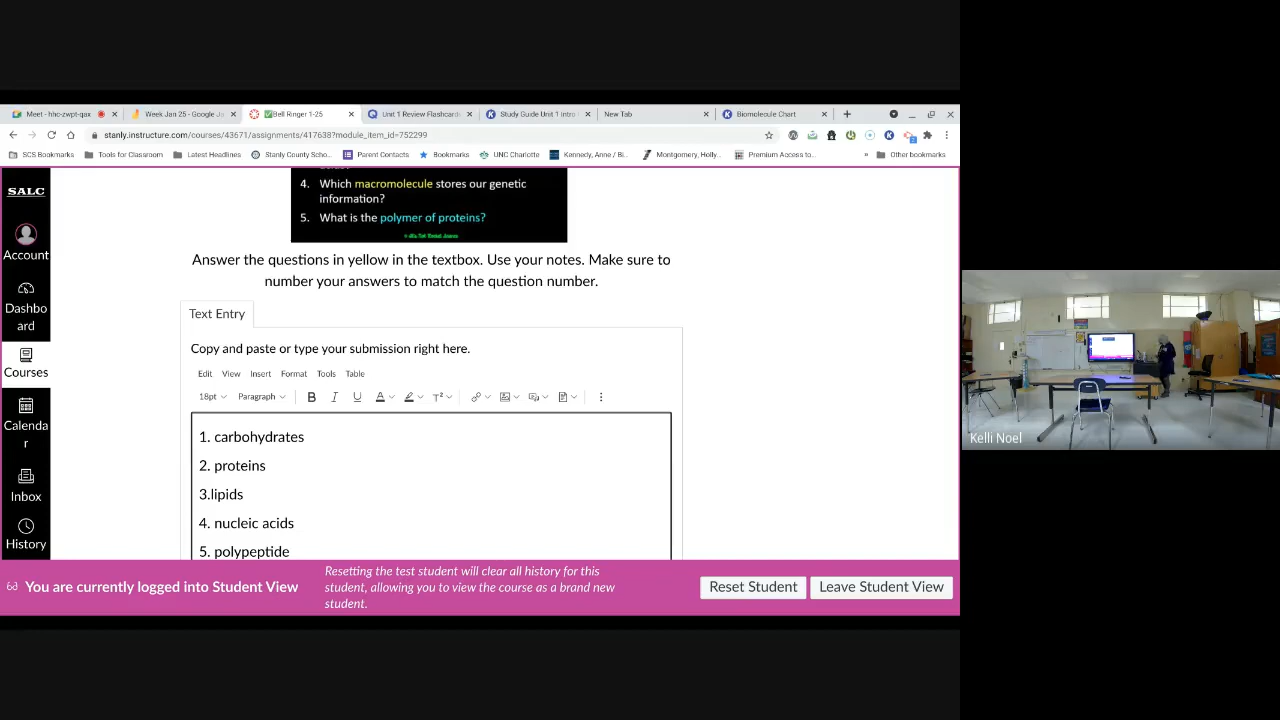 Meet - hhc-zwpt-qax
Week Jan 25 - Google Jo
✅Bell Ringer 1-25
Unit 1 Review Flashcards
Study Guide Unit 1 Intro t
New Tab
Biomolecule Chart
stanly.instructure.com/courses/43671/assignments/417638?module_item_id=752299
SCS Bookmarks
Tools for Classroom
Latest Headlines
Stanly County Scho...
Parent Contacts
Bookmarks
UNC Charlotte
Kennedy, Anne / Bi...
Montgomery, Holly...
Premium Access to...
Other bookmarks
SALC
Account
Dashbo
ard
Courses
Calenda
r
Inbox
History
4. Which macromolecule stores our genetic
information?
5. What is the polymer of proteins?
Answer the questions in yellow in the textbox. Use your notes. Make sure to
number your answers to match the question number.
Text Entry
Copy and paste or type your submission right here.
Edit View Insert Format Tools Table
18pt Paragraph B I U A T²
1. carbohydrates
2. proteins
3.lipids
4. nucleic acids
5. polypeptide
You are currently logged into Student View
Resetting the test student will clear all history for this
student, allowing you to view the course as a brand new
student.
Reset Student
Leave Student View
Kelli Noel